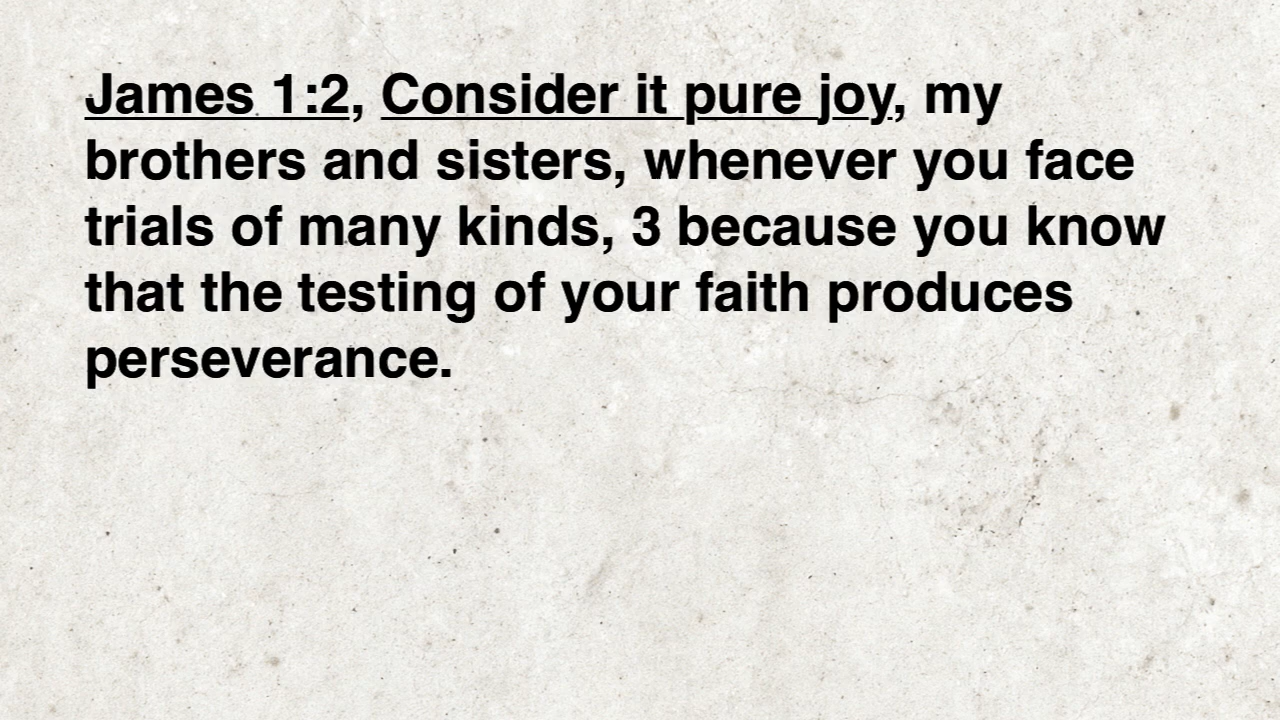 James 1:2, Consider it pure joy, my
brothers and sisters, whenever you face
trials of many kinds, 3 because you know
that the testing of your faith produces
perseverance.